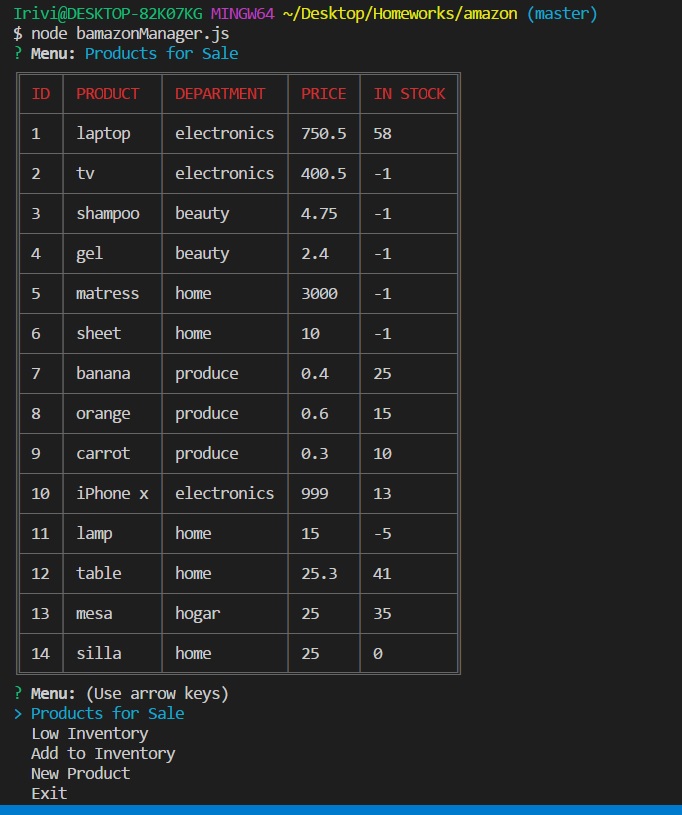 Irivi@DESKTOP-82K07KG MINGW64 ~/Desktop/Homeworks/amazon (master)
$ node bamazonManager.js
? Menu: Products for Sale
ID PRODUCT DEPARTMENT PRICE IN STOCK
1 laptop electronics 750.5 58
2 tv electronics 400.5 -1
3 shampoo beauty 4.75 -1
4 gel beauty 2.4 -1
5 matress home 3000 -1
6 sheet home 10 -1
7 banana produce 0.4 25
8 orange produce 0.6 15
9 carrot produce 0.3 10
10 iPhone x electronics 999 13
11 lamp home 15 -5
12 table home 25.3 41
13 mesa hogar 25 35
14 silla home 25 0
? Menu: (Use arrow keys)
> Products for Sale
Low Inventory
Add to Inventory
New Product
Exit